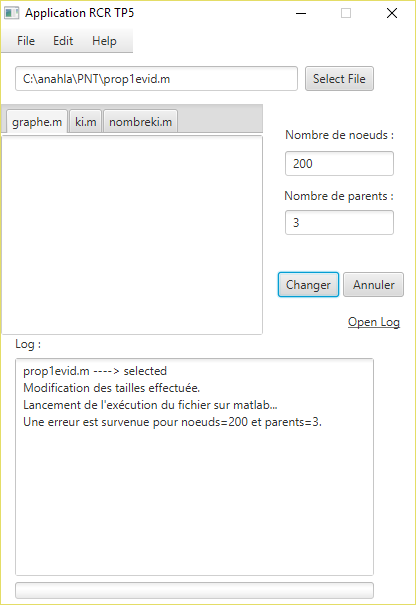 Application RCR TP5
File Edit Help
C:\anahla\PNT\prop1evid.m Select File
graphe.m ki.m nombreki.m
Nombre de noeuds :
200
Nombre de parents :
3
Changer Annuler
Open Log
Log :
prop1evid.m ----> selected
Modification des tailles effectuée.
Lancement de l'exécution du fichier sur matlab...
Une erreur est survenue pour noeuds=200 et parents=3.